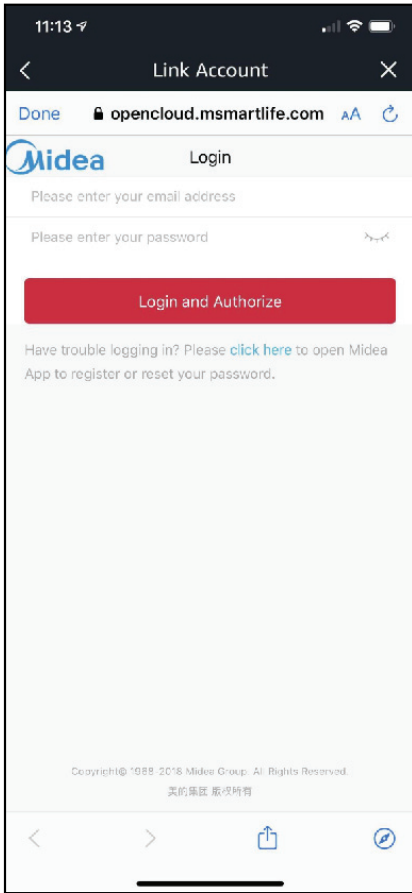 11:13
Link Account
Done opencloud.msmartlife.com AA
Midea Login
Please enter your email address
Please enter your password
Login and Authorize
Have trouble logging in? Please click here to open Midea
App to register or reset your password.
Copyright© 1968-2018 Midea Group. All Rights Reserved.
美的集团 版权所有